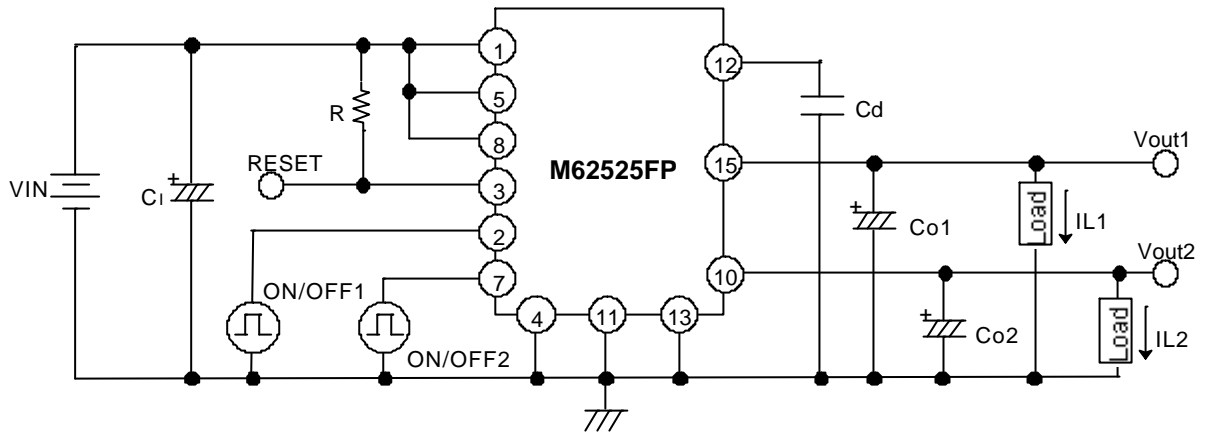 1
12
5
Cd
R
8
Vout1
RESET
M62525FP
15
VIN
CI
3
Load
IL1
2
Co1
Vout2
7
10
ON/OFF1
4
11
13
Co2
Load
IL2
ON/OFF2